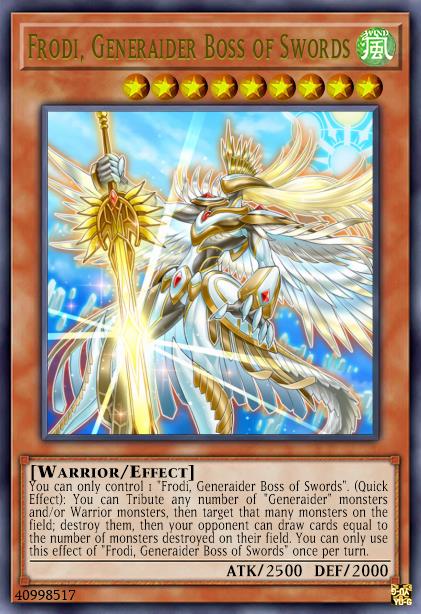 Frodi, Generaider Boss of Swords
WIND
風
[Warrior/Effect]
You can only control 1 "Frodi, Generaider Boss of Swords". (Quick
Effect): You can Tribute any number of "Generaider" monsters
and/or Warrior monsters, then target that many monsters on the
field; destroy them, then your opponent can draw cards equal to
the number of monsters destroyed on their field. You can only use
this effect of "Frodi, Generaider Boss of Swords" once per turn.
ATK/2500 DEF/2000
40998517